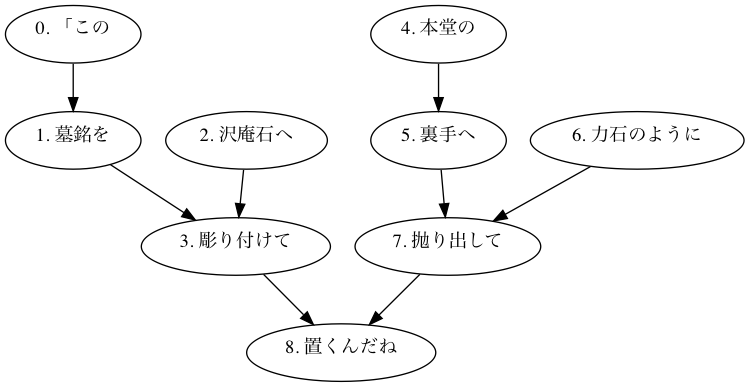 0. 「この
4. 本堂の
1. 墓銘を
2. 沢庵石へ
5. 裏手へ
6. 力石のように
3. 彫り付けて
7. 抛り出して
8. 置くんだね